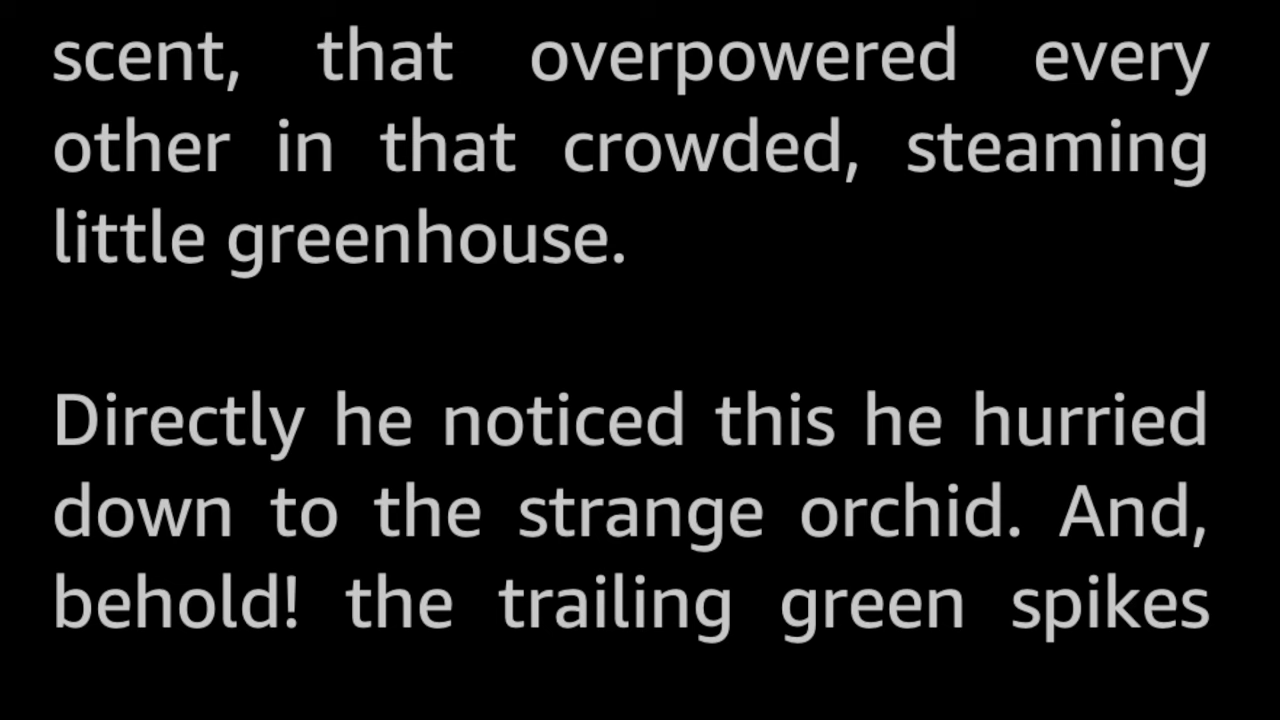 scent, that overpowered every
other in that crowded, steaming
little greenhouse.
Directly he noticed this he hurried
down to the strange orchid. And,
behold! the trailing green spikes